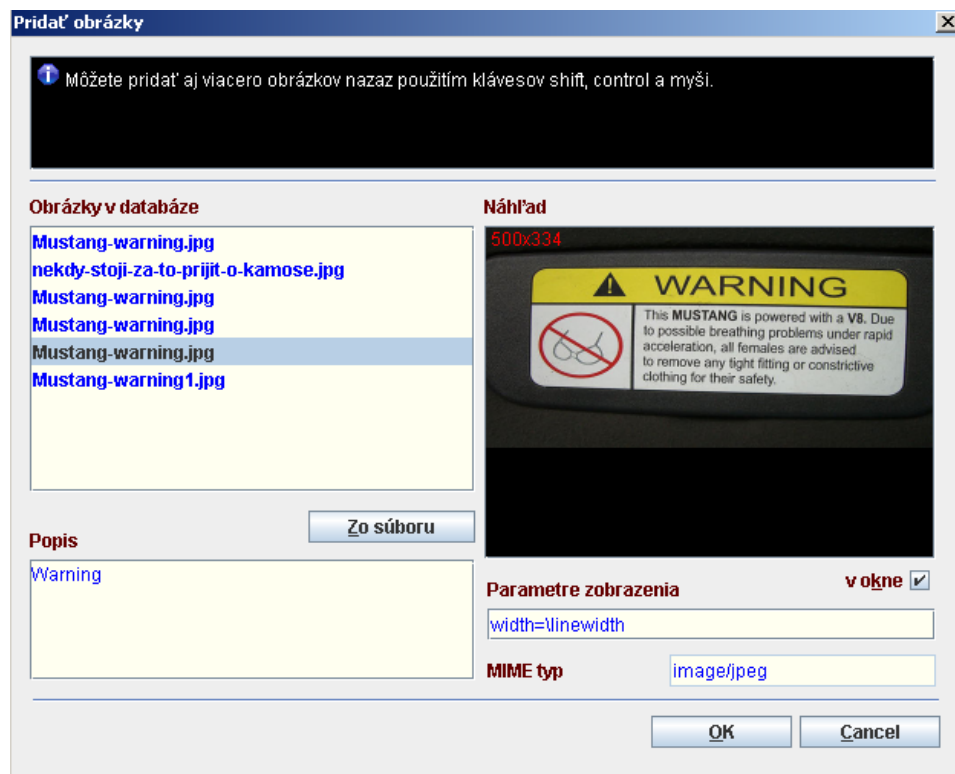 Pridať obrázky
Môžete pridať aj viacero obrázkov nazaz použitím klávesov shift, control a myši.
Obrázky v databáze
Mustang-warning.jpg
nekdy-stoji-za-to-prijit-o-kamose.jpg
Mustang-warning.jpg
Mustang-warning.jpg
Mustang-warning.jpg
Mustang-warning1.jpg
Zo súboru
Popis
Warning
Náhľad
500x334
WARNING
This MUSTANG is powered with a V8. Due
to possible breathing problems under rapid
acceleration, all females are advised
to remove any tight fitting or constrictive
clothing for their safety.
v okne
Parametre zobrazenia
width=\linewidth
MIME typ
image/jpeg
OK
Cancel